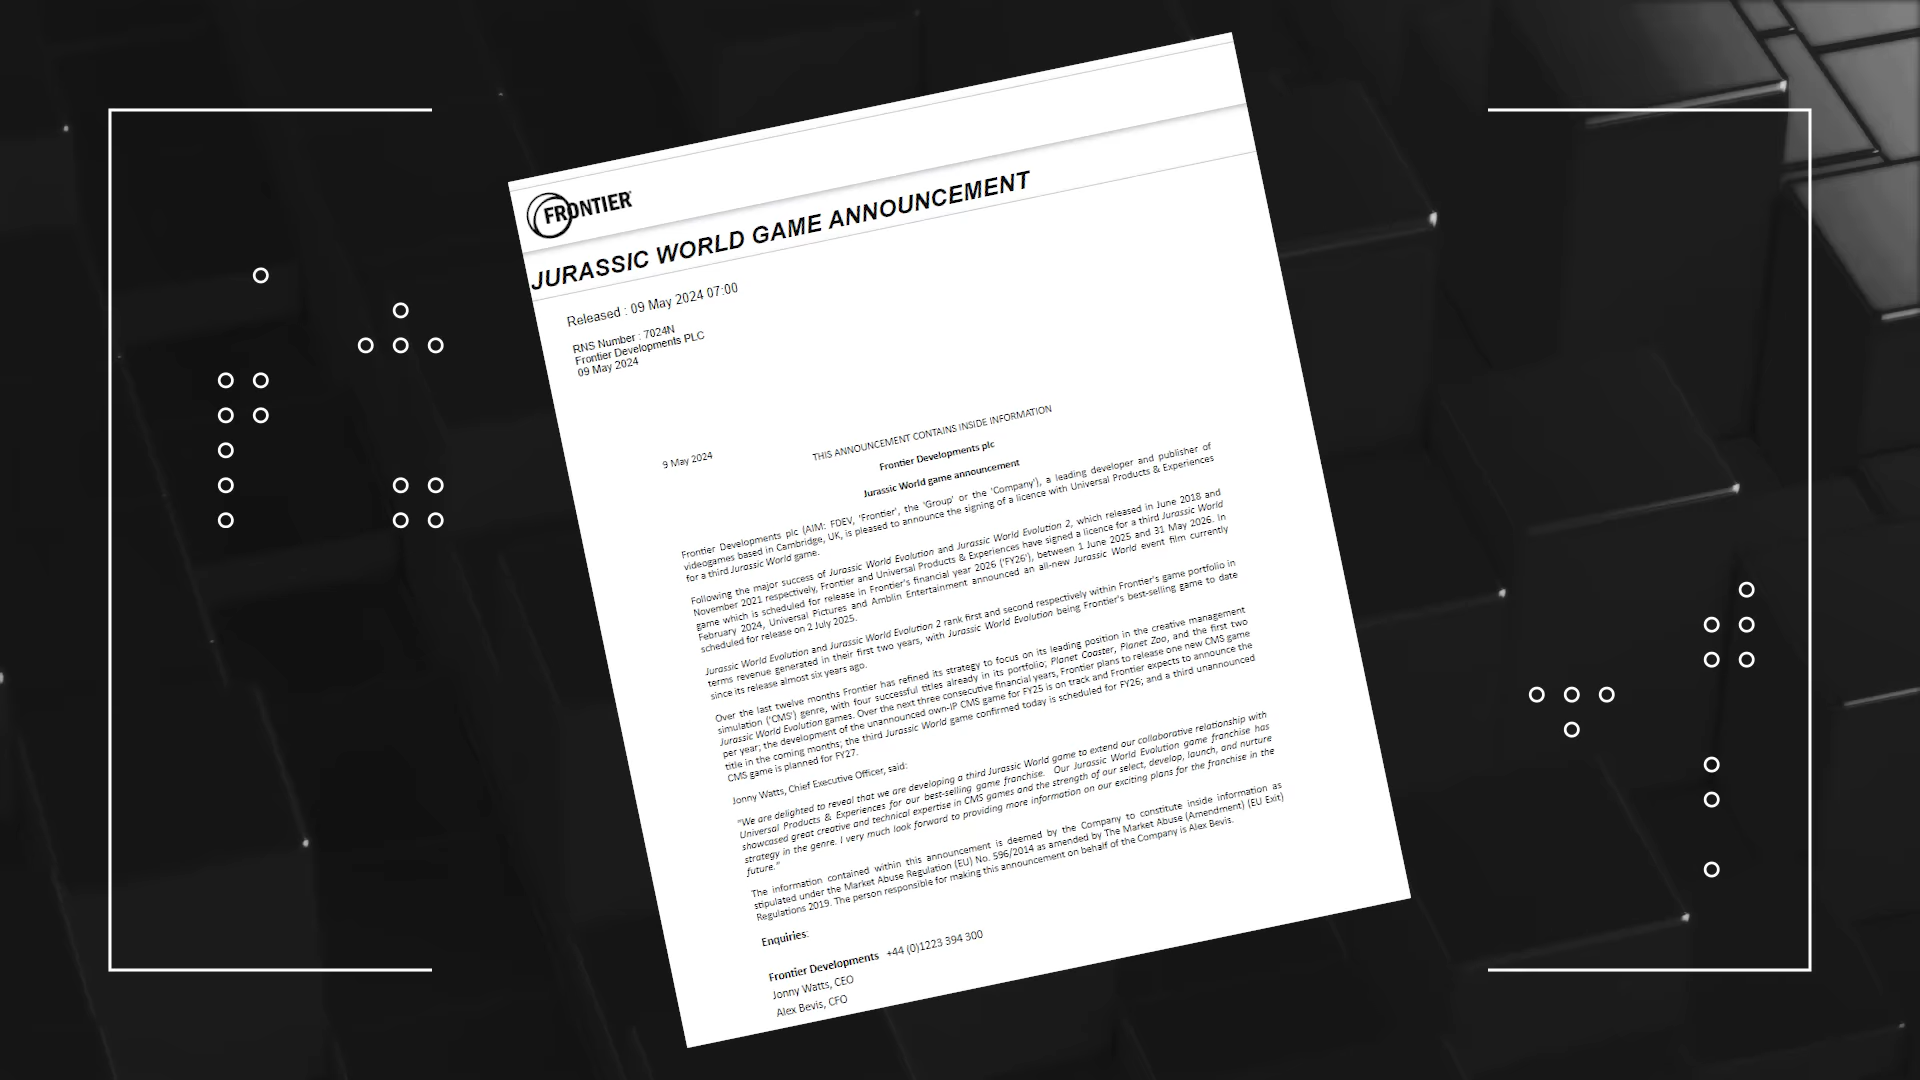 FRONTIER
JURASSIC WORLD GAME ANNOUNCEMENT
Released : 09 May 2024 07:00
RNS Number : 7024N
Frontier Developments PLC
09 May 2024
THIS ANNOUNCEMENT CONTAINS INSIDE INFORMATION
9 May 2024
Frontier Developments plc
Jurassic World game announcement
Frontier Developments plc (AIM: FDEV, 'Frontier', the 'Group' or the 'Company'), a leading developer and publisher of
videogames based in Cambridge, UK, is pleased to announce the signing of a licence with Universal Products & Experiences
for a third Jurassic World game.
Following the major success of Jurassic World Evolution and Jurassic World Evolution 2, which released in June 2018 and
November 2021 respectively, Frontier and Universal Products & Experiences have signed a licence for a third Jurassic World
game which is scheduled for release in Frontier's financial year 2026 ('FY26'), between 1 June 2025 and 31 May 2026. In
February 2024, Universal Pictures and Amblin Entertainment announced an all-new Jurassic World event film currently
scheduled for release on 2 July 2025.
Jurassic World Evolution and Jurassic World Evolution 2 rank first and second respectively within Frontier's game portfolio in
terms revenue generated in their first two years, with Jurassic World Evolution being Frontier's best-selling game to date
since its release almost six years ago.
Over the last twelve months Frontier has refined its strategy to focus on its leading position in the creative management
simulation ('CMS') genre, with four successful titles already in its portfolio; Planet Coaster, Planet Zoo, and the first two
Jurassic World Evolution games. Over the next three consecutive financial years, Frontier plans to release one new CMS game
per year; the development of the unannounced own-IP CMS game for FY25 is on track and Frontier expects to announce the
title in the coming months; the third Jurassic World game confirmed today is scheduled for FY26; and a third unannounced
CMS game is planned for FY27.
Jonny Watts, Chief Executive Officer, said:
"We are delighted to reveal that we are developing a third Jurassic World game to extend our collaborative relationship with
Universal Products & Experiences for our best-selling game franchise. Our Jurassic World Evolution game franchise has
showcased great creative and technical expertise in CMS games and the strength of our select, develop, launch, and nurture
strategy in the genre. I very much look forward to providing more information on our exciting plans for the franchise in the
future."
The information contained within this announcement is deemed by the Company to constitute inside information as
stipulated under the Market Abuse Regulation (EU) No. 596/2014 as amended by The Market Abuse (Amendment) (EU Exit)
Regulations 2019. The person responsible for making this announcement on behalf of the Company is Alex Bevis.
Enquiries:
Frontier Developments +44 (0)1223 394 300
Jonny Watts, CEO
Alex Bevis, CFO